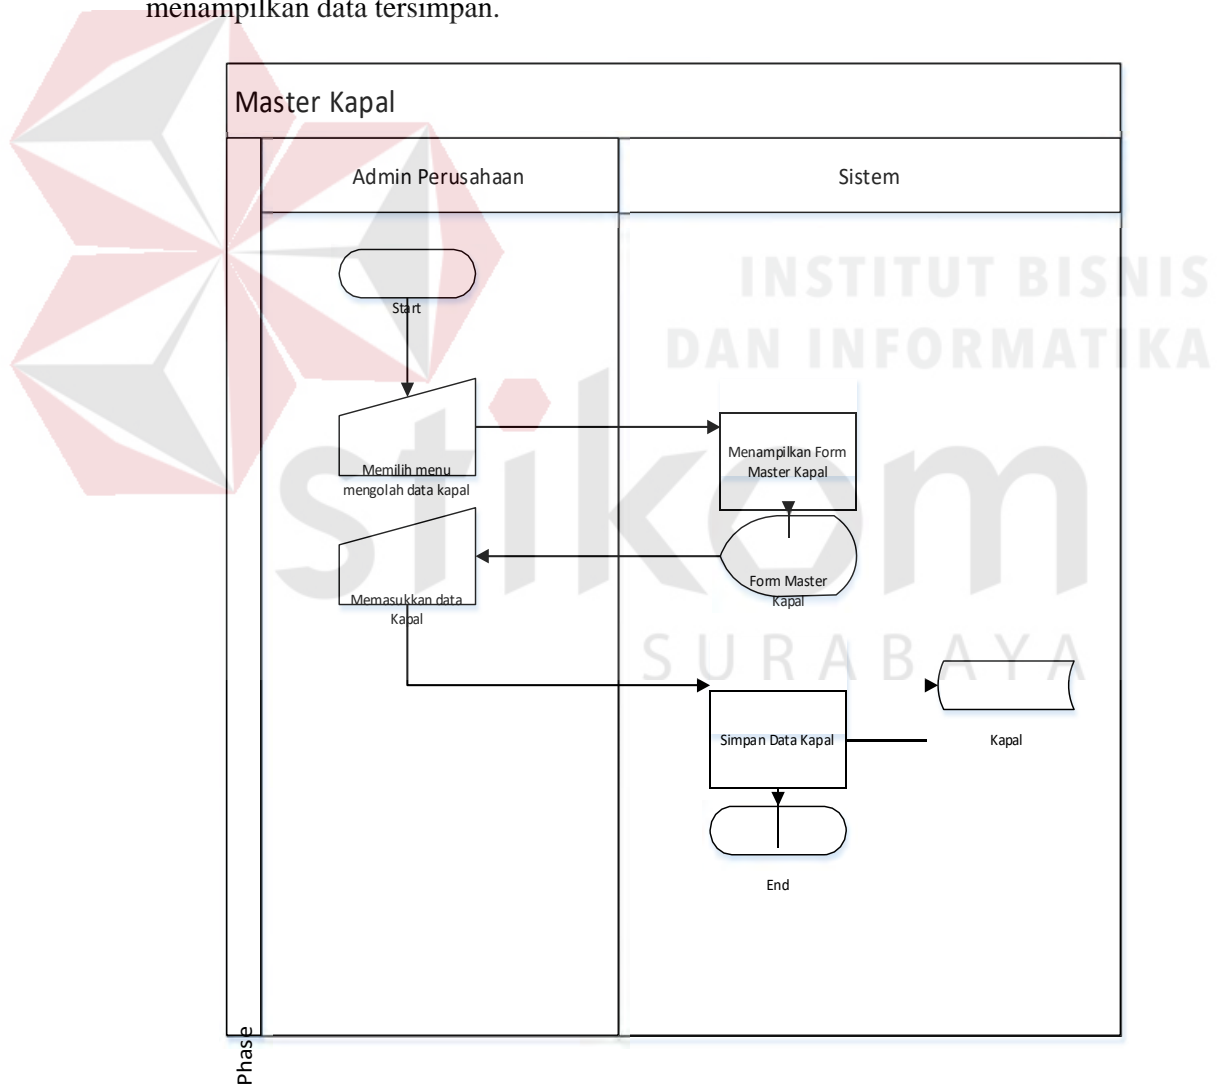 menampilkan data tersimpan.
Master Kapal
Admin Perusahaan
Sistem
INSTITUT BISNIS
DAN INFORMATIKA
Start
Menampilkan Form
Master Kapal
Memilih menu
mengolah data kapal
stikom
Form Master
Kapal
Memasukkan data
Kapal
SURABAYA
Simpan Data Kapal
Kapal
End
Phase